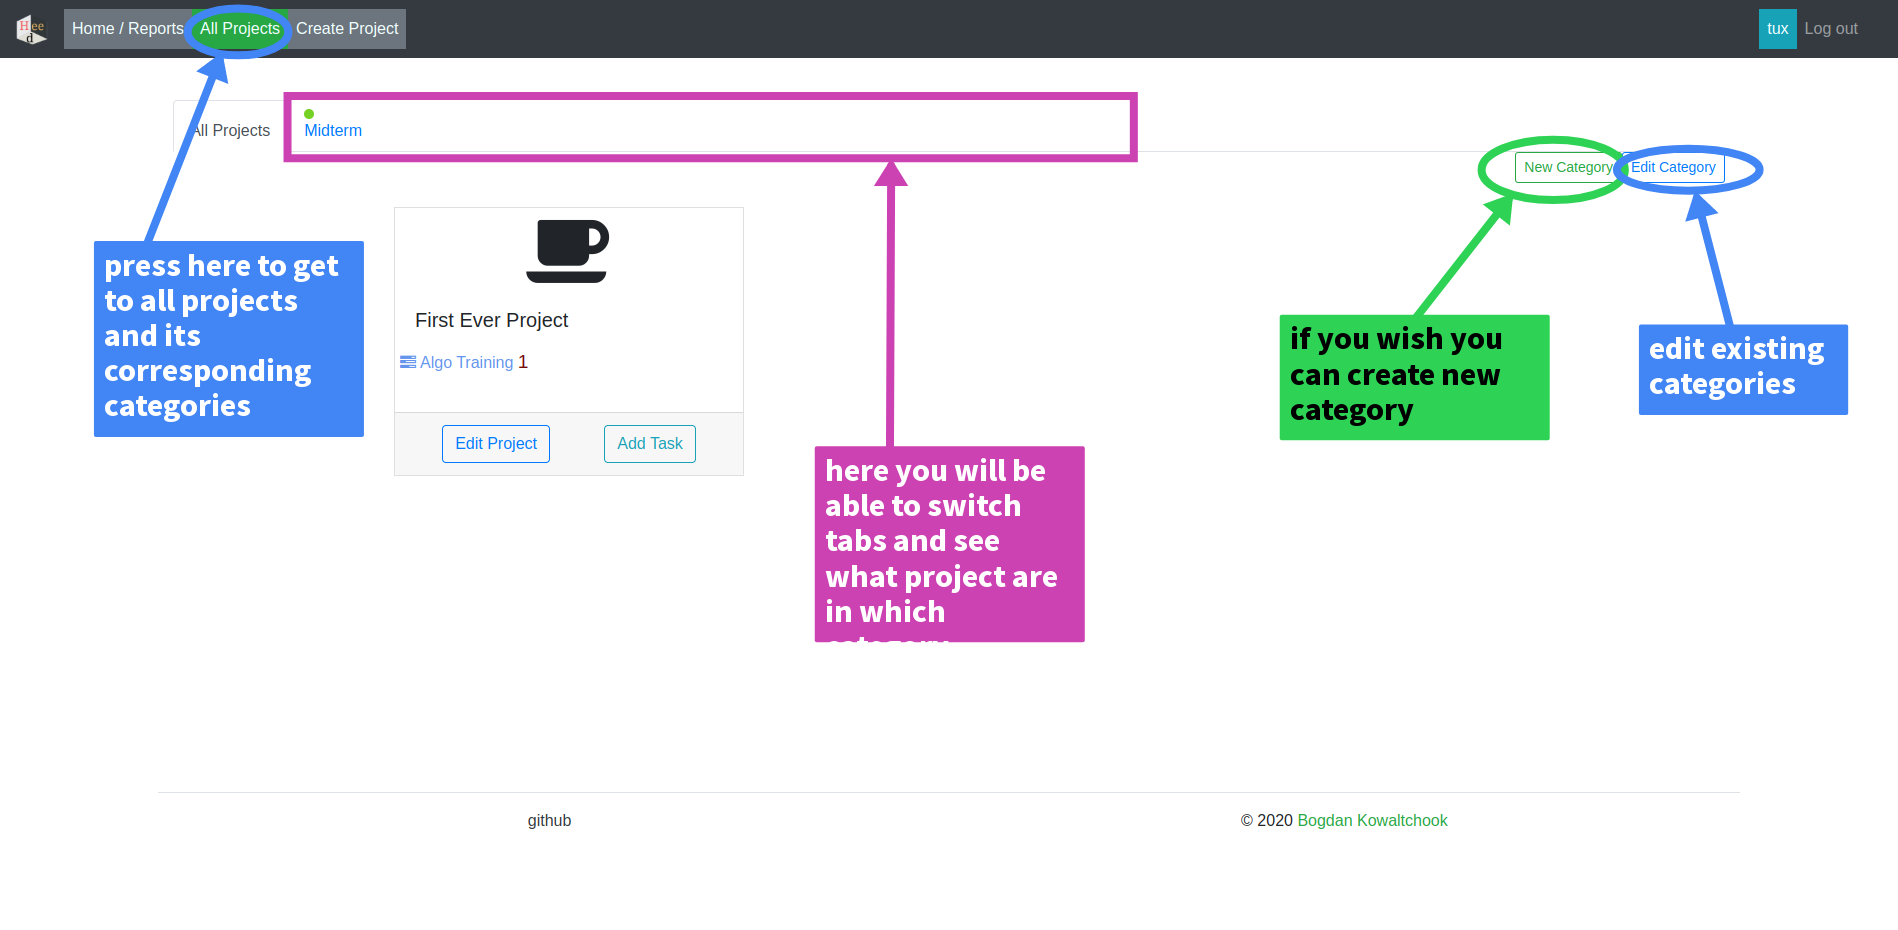 Heed
Home / Reports All Projects Create Project
tux Log out
All Projects
Midterm
New Category Edit Category
press here to get
to all projects
and its
corresponding
categories
First Ever Project
Algo Training 1
Edit Project Add Task
here you will be
able to switch
tabs and see
what project are
in which
if you wish you
can create new
category
edit existing
categories
github
© 2020 Bogdan Kowaltchook